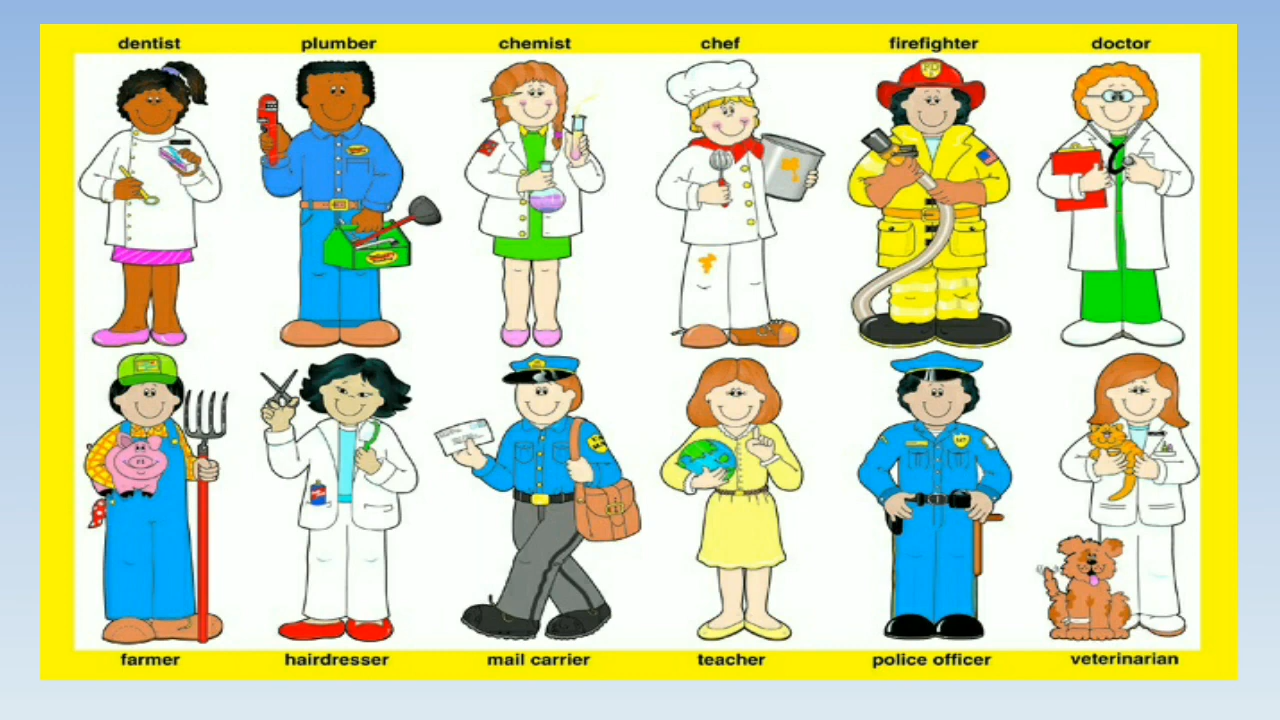 dentist plumber chemist chef firefighter doctor
farmer hairdresser mail carrier teacher police officer veterinarian